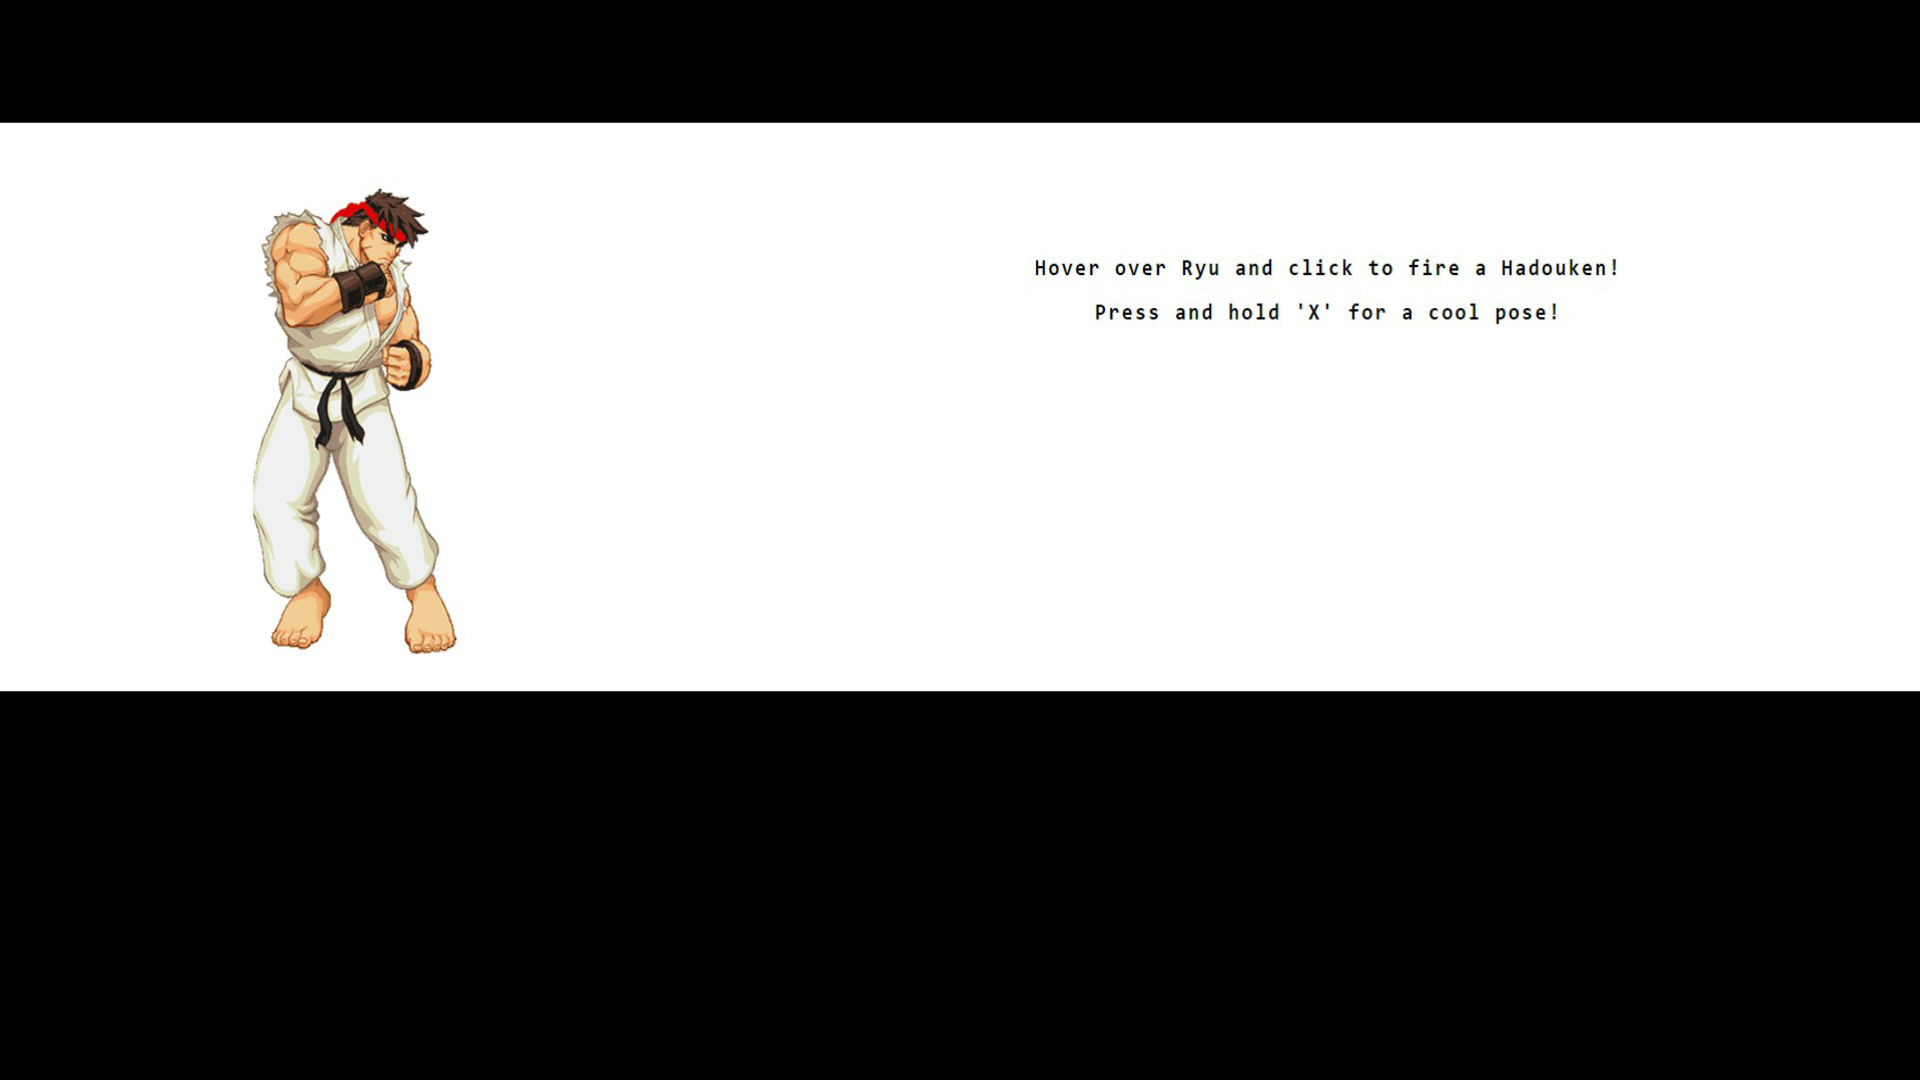 Hover over Ryu and click to fire a Hadouken!
Press and hold 'X' for a cool pose!